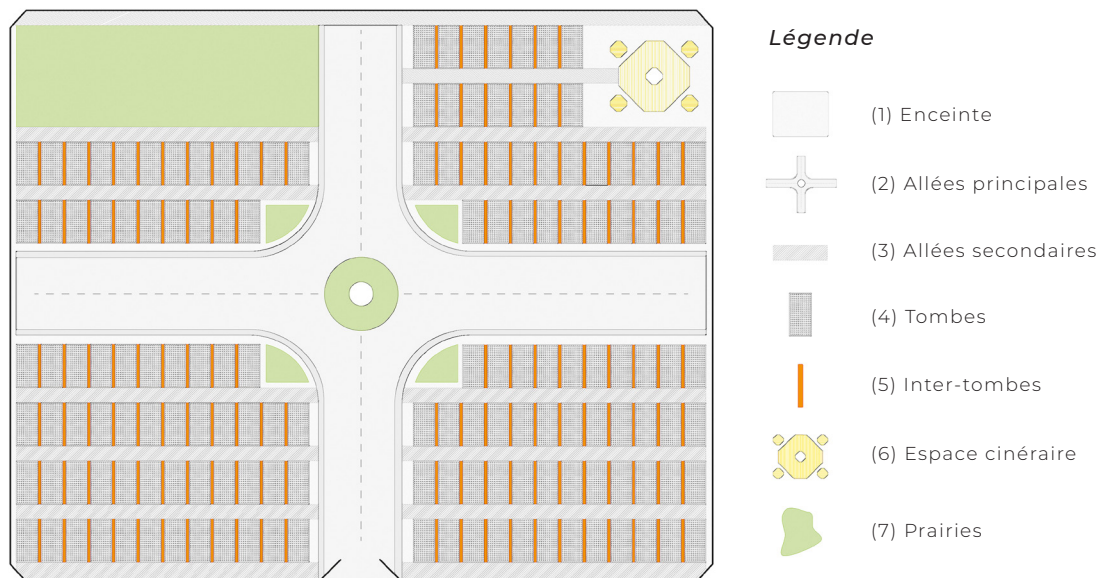 Légende
(1) Enceinte
(2) Allées principales
(3) Allées secondaires
(4) Tombes
(5) Inter-tombes
(6) Espace cinéraire
(7) Prairies